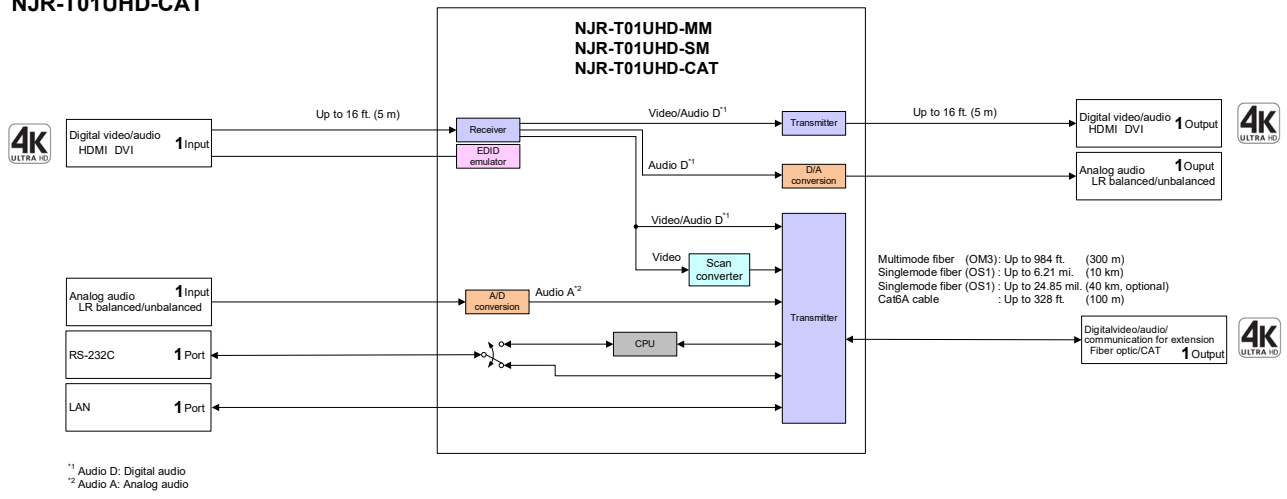 NJR-T01UHD-CAT
NJR-T01UHD-MM
NJR-T01UHD-SM
NJR-T01UHD-CAT
4K
ULTRA HD
Digital video/audio
HDMI DVI
1 Input
Up to 16 ft. (5 m)
Receiver
EDID
emulator
Video/Audio D*1
Transmitter
Up to 16 ft. (5 m)
Digital video/audio
HDMI DVI
1 Output
4K
ULTRA HD
Audio D*1
D/A
conversion
Analog audio
1 Ouput
LR balanced/unbalanced
Video/Audio D*1
Video
Scan
converter
Transmitter
Multimode fiber (OM3): Up to 984 ft. (300 m)
Singlemode fiber (OS1) : Up to 6.21 mi. (10 km)
Singlemode fiber (OS1) : Up to 24.85 mil. (40 km, optional)
Cat6A cable : Up to 328 ft. (100 m)
Analog audio
1 Input
LR balanced/unbalanced
A/D
conversion
Audio A*2
RS-232C 1 Port
CPU
Digitalvideo/audio/
communication for extension
Fiber optic/CAT 1 Output
4K
ULTRA HD
LAN 1 Port
*1 Audio D: Digital audio
*2 Audio A: Analog audio